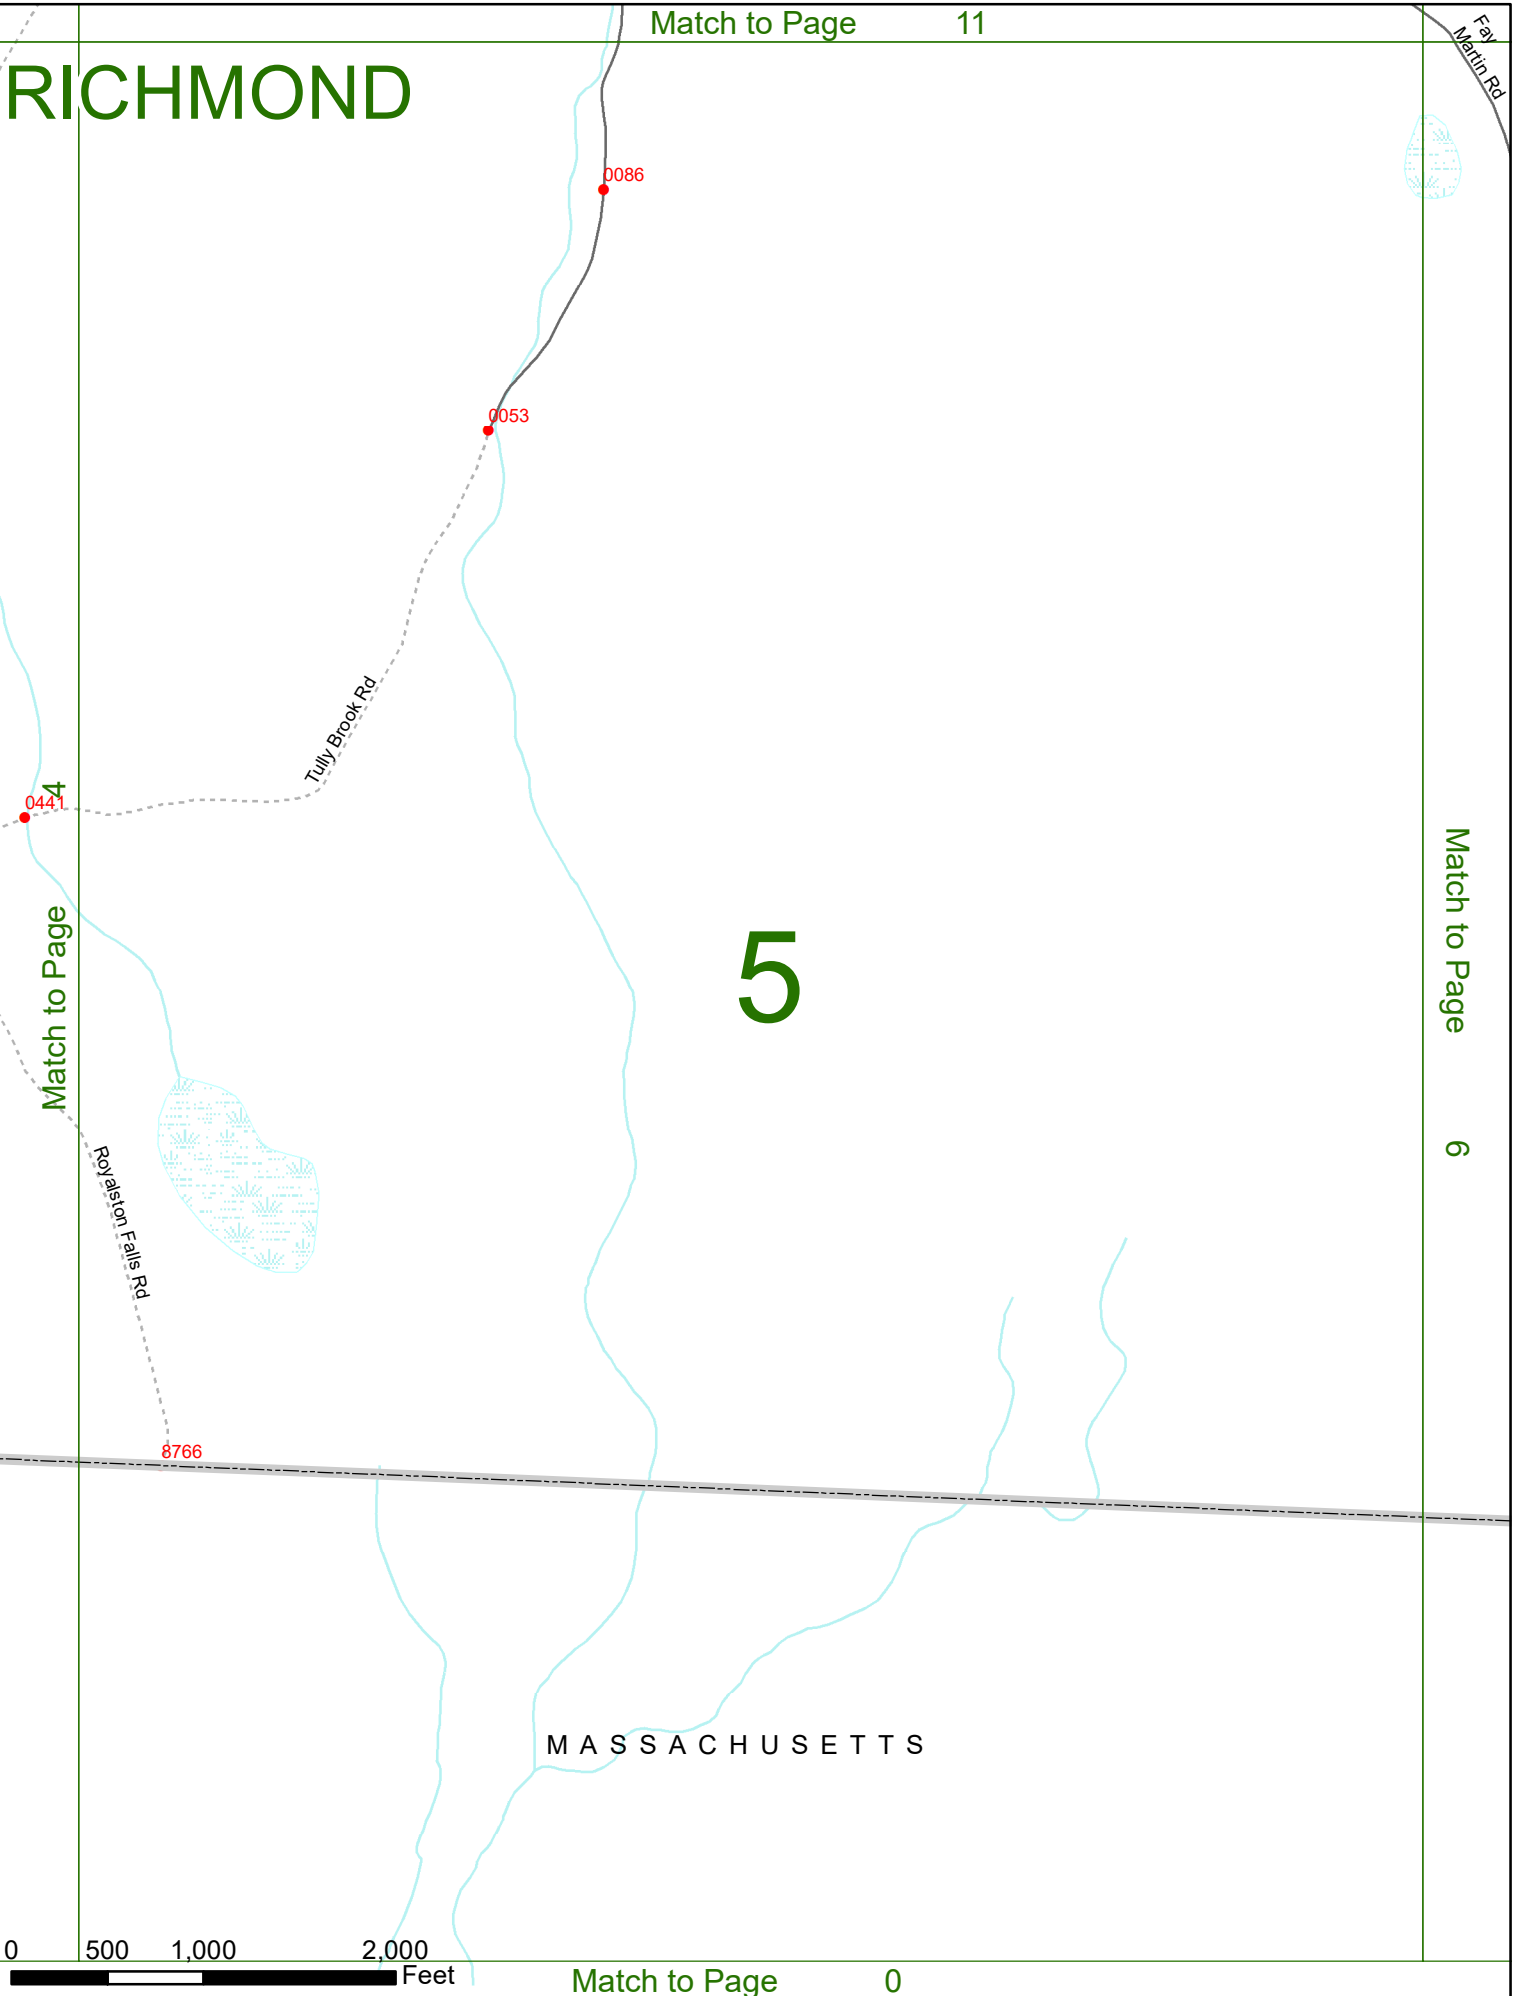 Match to Page 11
Fay
Martin Rd
RICHMOND
0086
0053
Tully Brook Rd
0441
4
Match to Page
5
Match to Page 6
Royalston Falls Rd
8766
MASSACHUSETTS
0 500 1,000 2,000
Feet
Match to Page 0